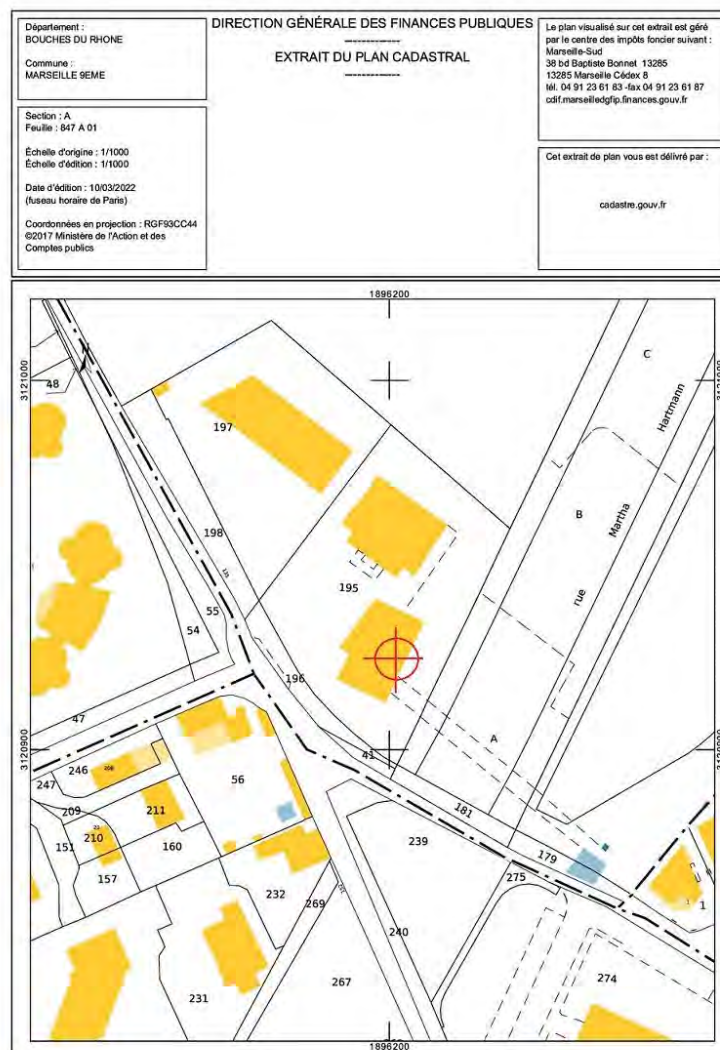 Département :
BOUCHES DU RHONE
Commune :
MARSEILLE 9EME
Section : A
Feuille : 847 A 01
Échelle d'origine : 1/1000
Échelle d'édition : 1/1000
Date d'édition : 10/03/2022
(fuseau horaire de Paris)
Coordonnées en projection : RGF93CC44
©2017 Ministère de l'Action et des
Comptes publics
DIRECTION GÉNÉRALE DES FINANCES PUBLIQUES
-------------
EXTRAIT DU PLAN CADASTRAL
-------------
Le plan visualisé sur cet extrait est géré
par le centre des impôts foncier suivant :
Marseille-Sud
38 bd Baptiste Bonnet 13285
13285 Marseille Cédex 8
tél. 04 91 23 61 83 -fax 04 91 23 61 87
cdif.marseilledgfip.finances.gouv.fr
Cet extrait de plan vous est délivré par :
cadastre.gouv.fr
1896200
3121000
3121000
48
C
Hartmann
197
B
Martha
198
195
rue
55
54
196
47
41
A
3120900
3120900
246
247
56
209
211
181
151
210
160
239
179
157
275
232
269
1
240
267
274
231
1896200